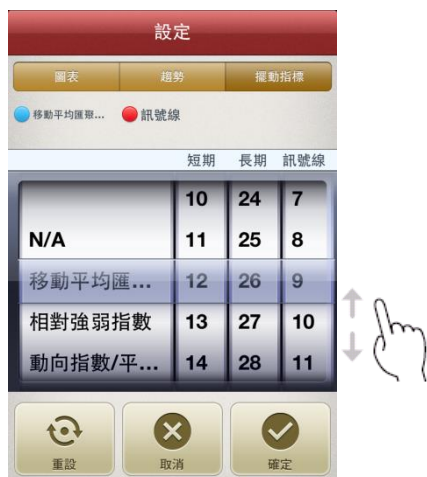 設定
圖表 趨勢 擺動指標
移動平均匯聚... 訊號線
短期 長期 訊號線
10 24 7
N/A 11 25 8
移動平均匯... 12 26 9
相對強弱指數 13 27 10
動向指數/平... 14 28 11
重設 取消 確定